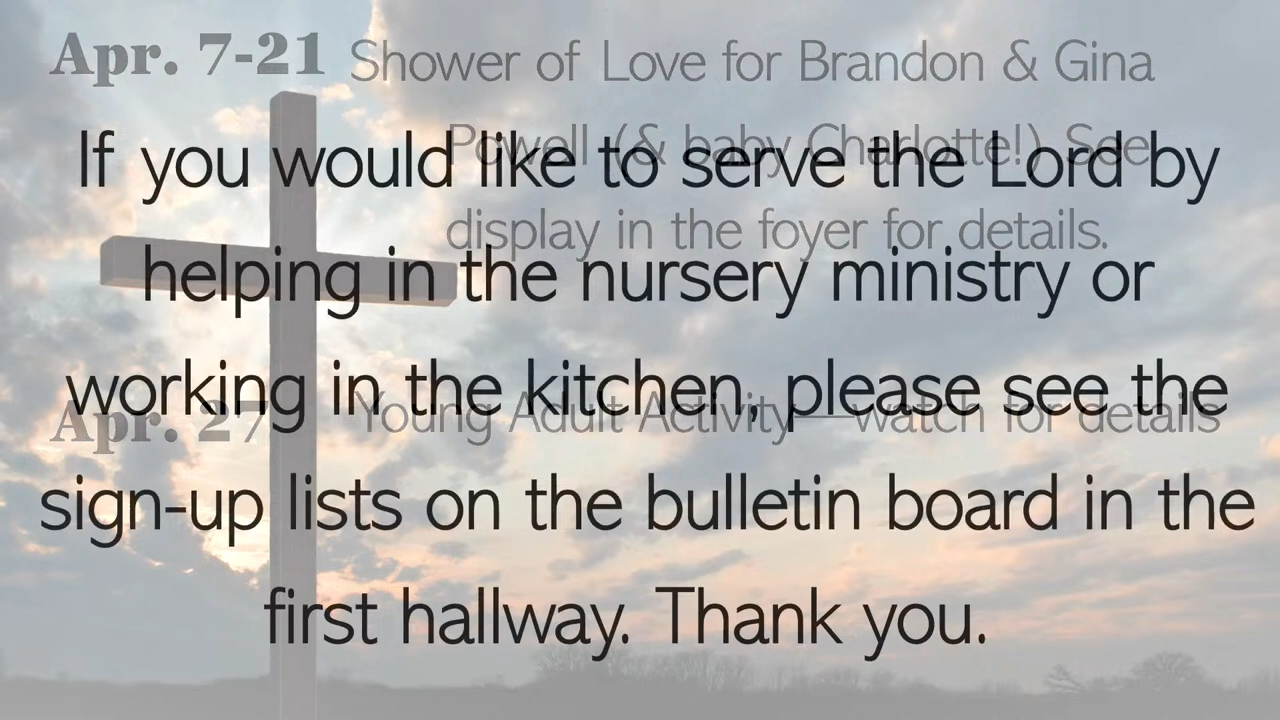 Apr. 7-21 Shower of Love for Brandon & Gina
Powell (& baby Charlotte!) See
display in the foyer for details.
Apr. 27 Young Adult Activity—watch for details
If you would like to serve the Lord by
helping in the nursery ministry or
working in the kitchen, please see the
sign-up lists on the bulletin board in the
first hallway. Thank you.